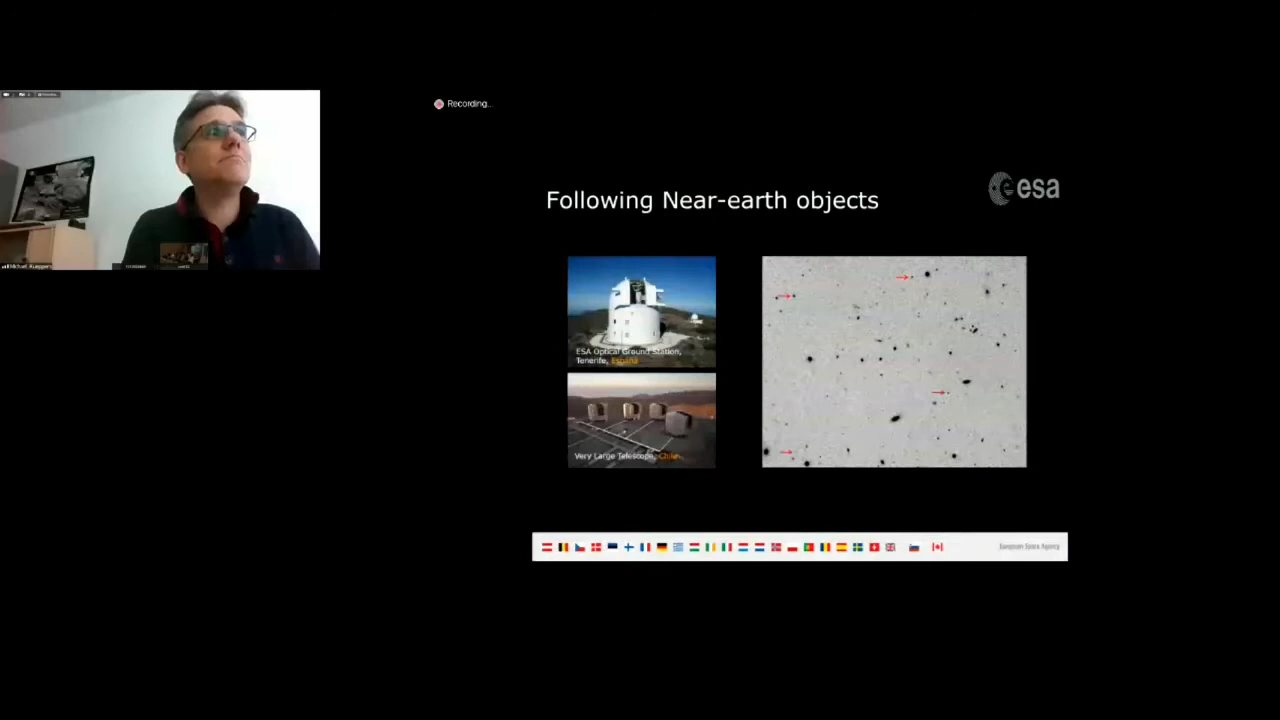 Recording...
esa
Following Near-earth objects
ESA Optical Ground Station,
Tenerife, España
Very Large Telescope, Chile
European Space Agency